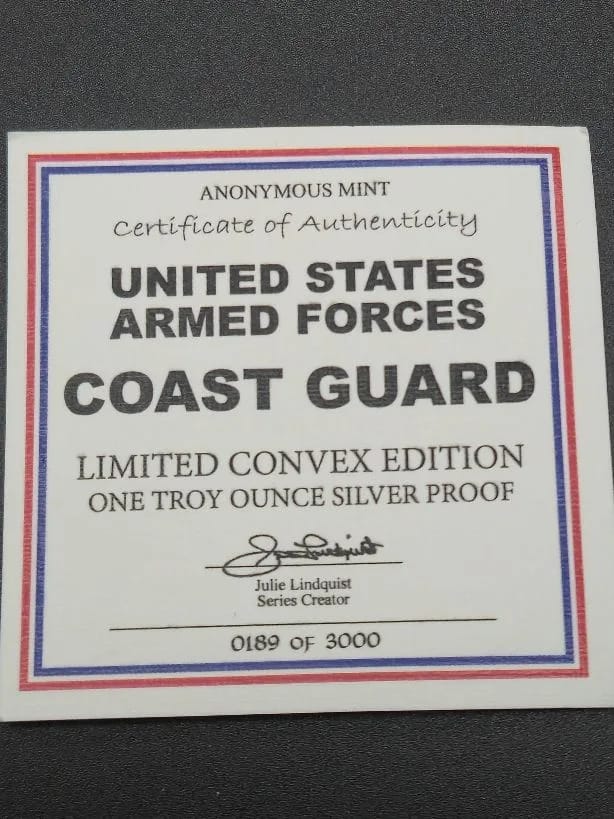 ANONYMOUS MINT
Certificate of Authenticity
UNITED STATES
ARMED FORCES
COAST GUARD
LIMITED CONVEX EDITION
ONE TROY OUNCE SILVER PROOF
Julie Lindquist
Series Creator
0189 OF 3000